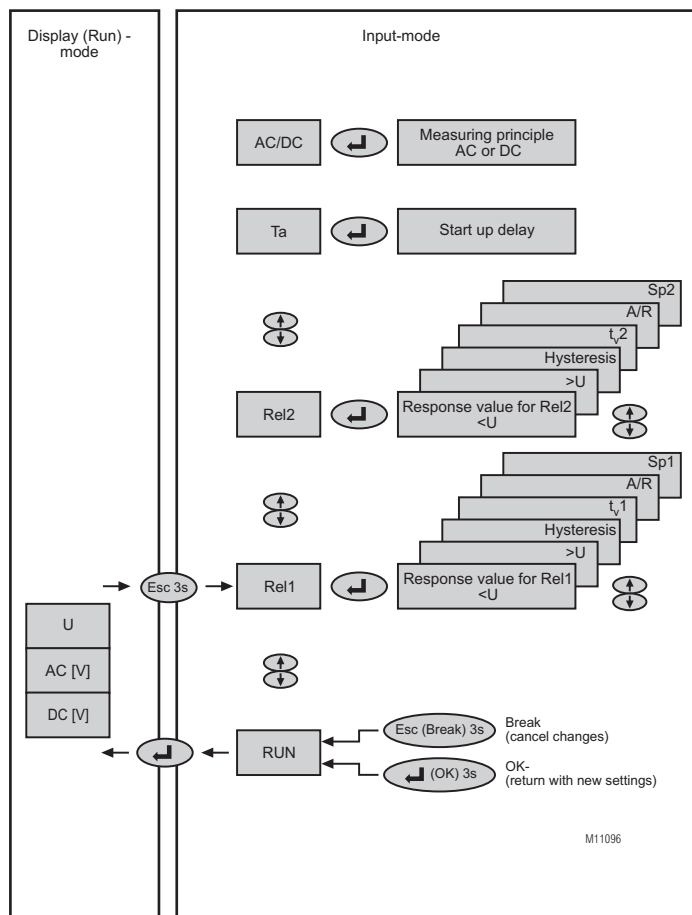 Display (Run) -
mode
Input-mode
AC/DC
Measuring principle
AC or DC
Ta
Start up delay
Sp2
A/R
tv2
Hysteresis
>U
Rel2
Response value for Rel2
<U
Sp1
A/R
tv1
Hysteresis
>U
Esc 3s
Rel1
Response value for Rel1
<U
U
AC [V]
DC [V]
RUN
Esc (Break) 3s
Break
(cancel changes)
(OK) 3s
OK-
(return with new settings)
M11096